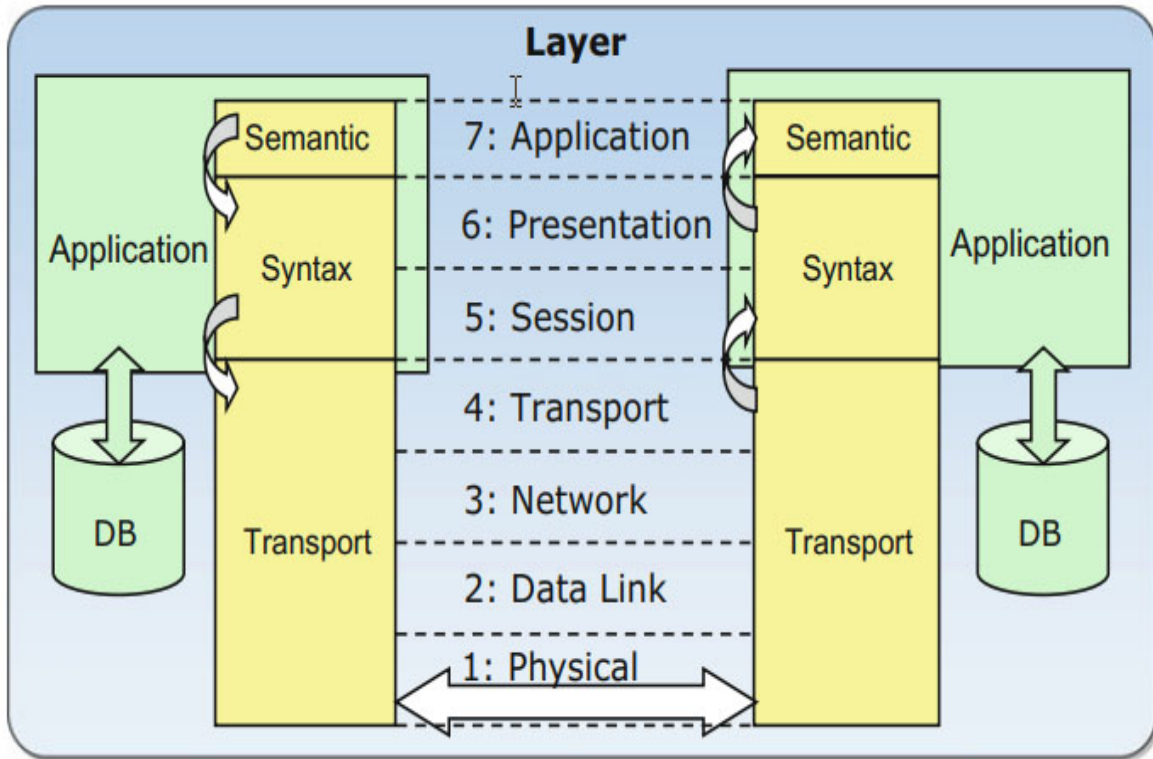 Layer
Semantic
7: Application
Semantic
Application
Syntax
6: Presentation
Syntax
Application
5: Session
4: Transport
DB
Transport
3: Network
Transport
DB
2: Data Link
1: Physical